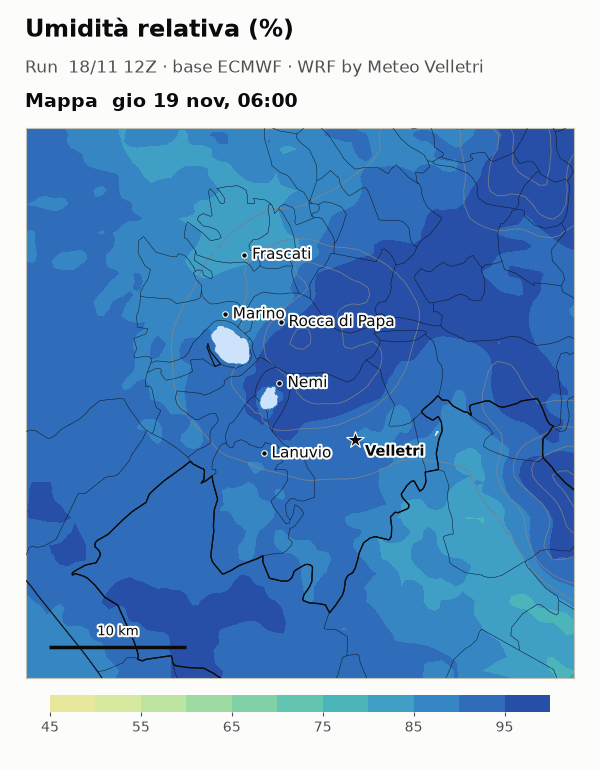 Umidità relativa (%)
Run  18/11 12Z · base ECMWF · WRF by Meteo Velletri
Mappa  gio 19 nov, 06:00
Frascati
Marino
Rocca di Papa
Nemi
Velletri
Lanuvio
10 km
45 55 65 75 85 95